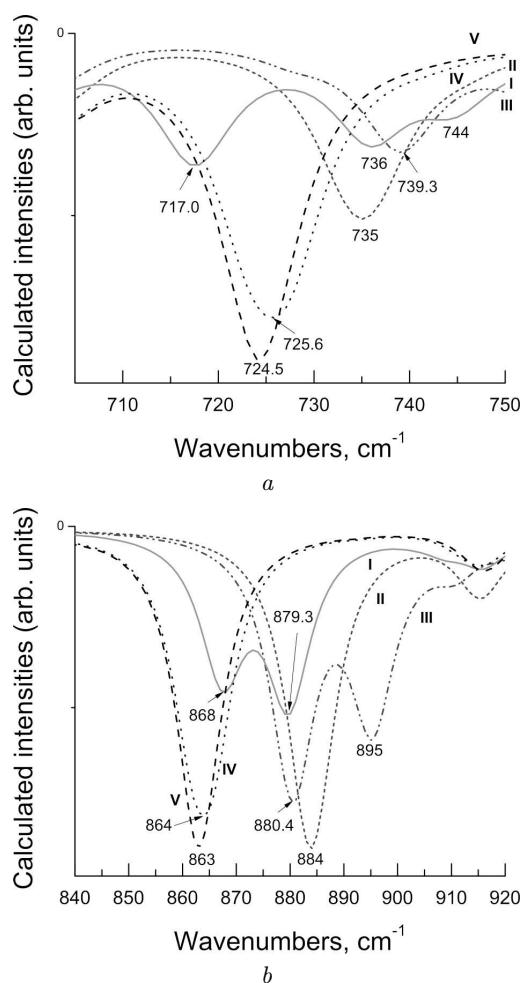 Calculated intensities (arb. units)
0
V
IV
II
I
III
717.0
736
744
739.3
735
725.6
724.5
710 720 730 740 750
Wavenumbers, cm-1
a
Calculated intensities (arb. units)
0
I
II
III
879.3
868
895
V
IV
864
880.4
863
884
840 850 860 870 880 890 900 910 920
Wavenumbers, cm-1
b